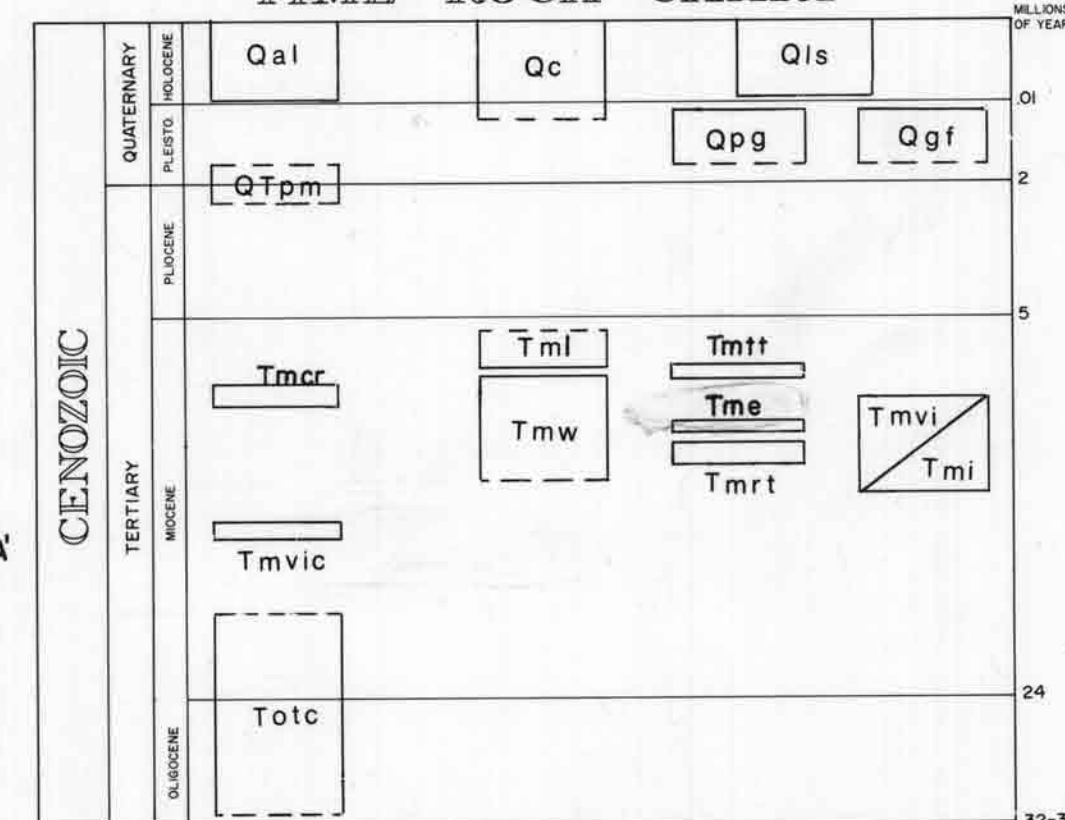 MILLIONS
OF YEAR
CENOZOIC
QUATERNARY
TERTIARY
HOLOCENE
PLEISTO.
PLIOCENE
MIOCENE
OLIGOCENE
Qal
Qc
Qls
.01
Qpg
Qgf
QTpm
2
5
Tml
Tmtt
Tmcr
Tme
Tmvi
Tmw
Tmi
Tmrt
Tmvic
24
Totc